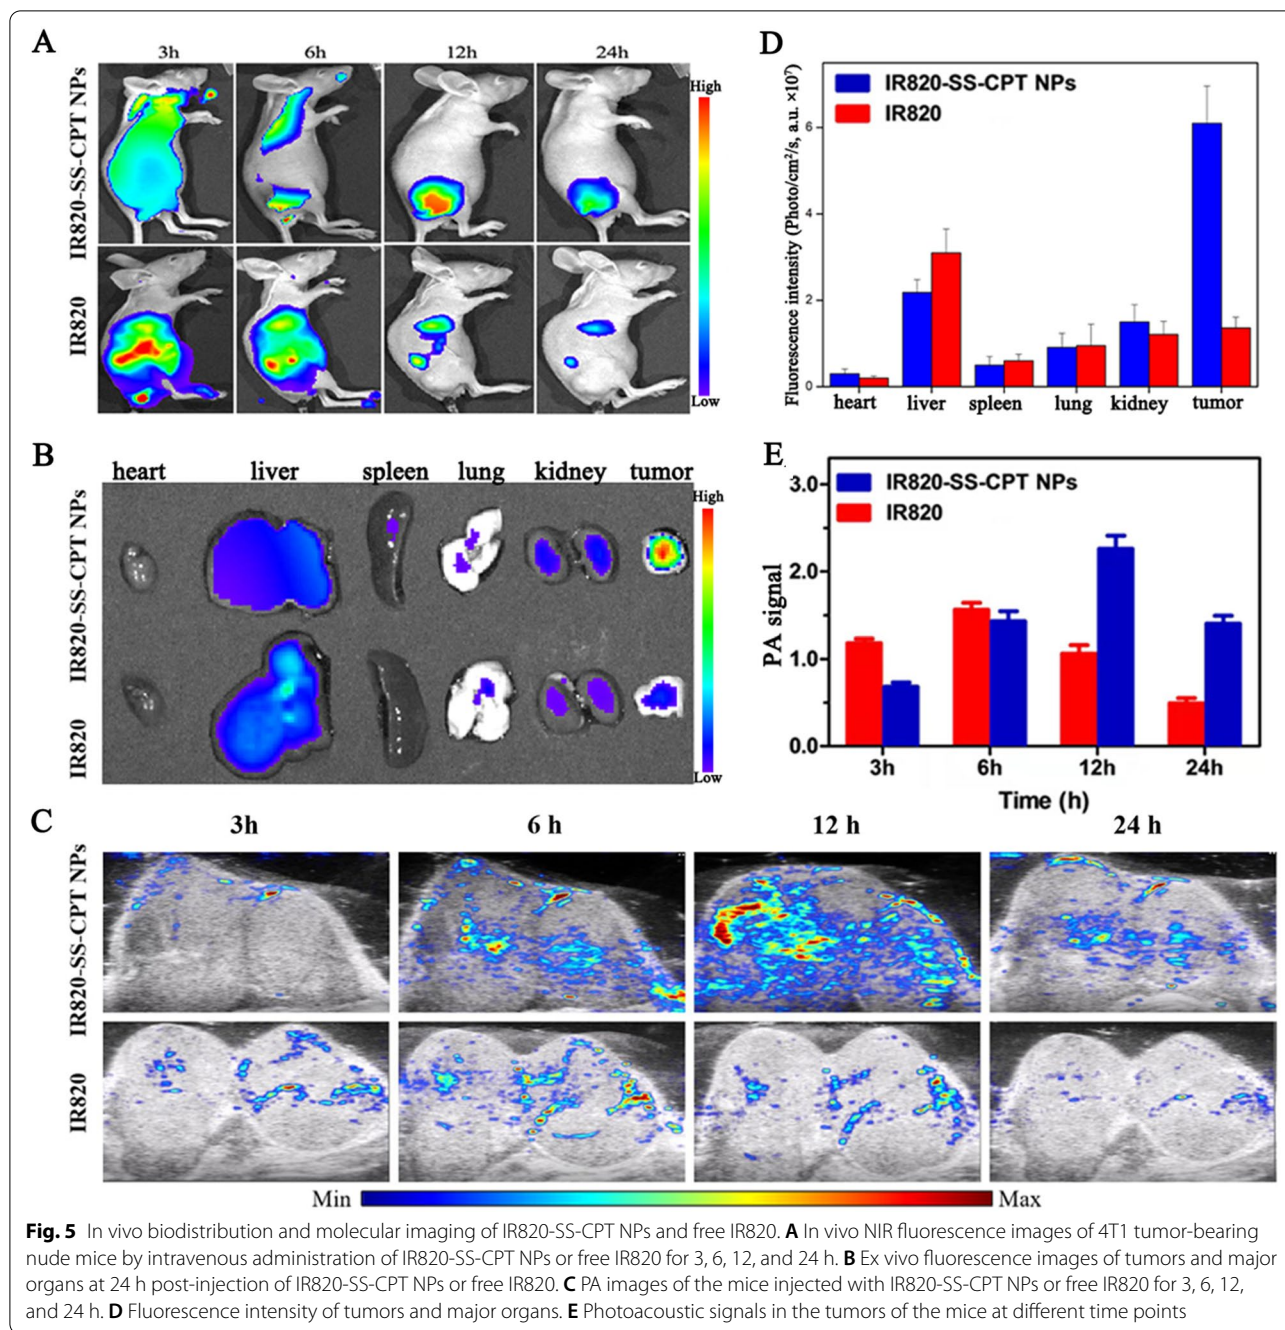 A
3h 6h 12h 24h
IR820-SS-CPT NPs
IR820
High
Low
D
Fluorescence intensity (Photo/cm²/s, a.u. ×10⁷)
IR820-SS-CPT NPs
IR820
6
4
2
0
heart liver spleen lung kidney tumor
B
heart liver spleen lung kidney tumor
IR820-SS-CPT NPs
IR820
High
Low
E
PA signal
IR820-SS-CPT NPs
IR820
3.0
2.0
1.0
0.0
3h 6h 12h 24h
Time (h)
C
3h 6 h 12 h 24 h
IR820-SS-CPT NPs
IR820
Min Max
Fig. 5 In vivo biodistribution and molecular imaging of IR820-SS-CPT NPs and free IR820. A In vivo NIR fluorescence images of 4T1 tumor-bearing
nude mice by intravenous administration of IR820-SS-CPT NPs or free IR820 for 3, 6, 12, and 24 h. B Ex vivo fluorescence images of tumors and major
organs at 24 h post-injection of IR820-SS-CPT NPs or free IR820. C PA images of the mice injected with IR820-SS-CPT NPs or free IR820 for 3, 6, 12,
and 24 h. D Fluorescence intensity of tumors and major organs. E Photoacoustic signals in the tumors of the mice at different time points